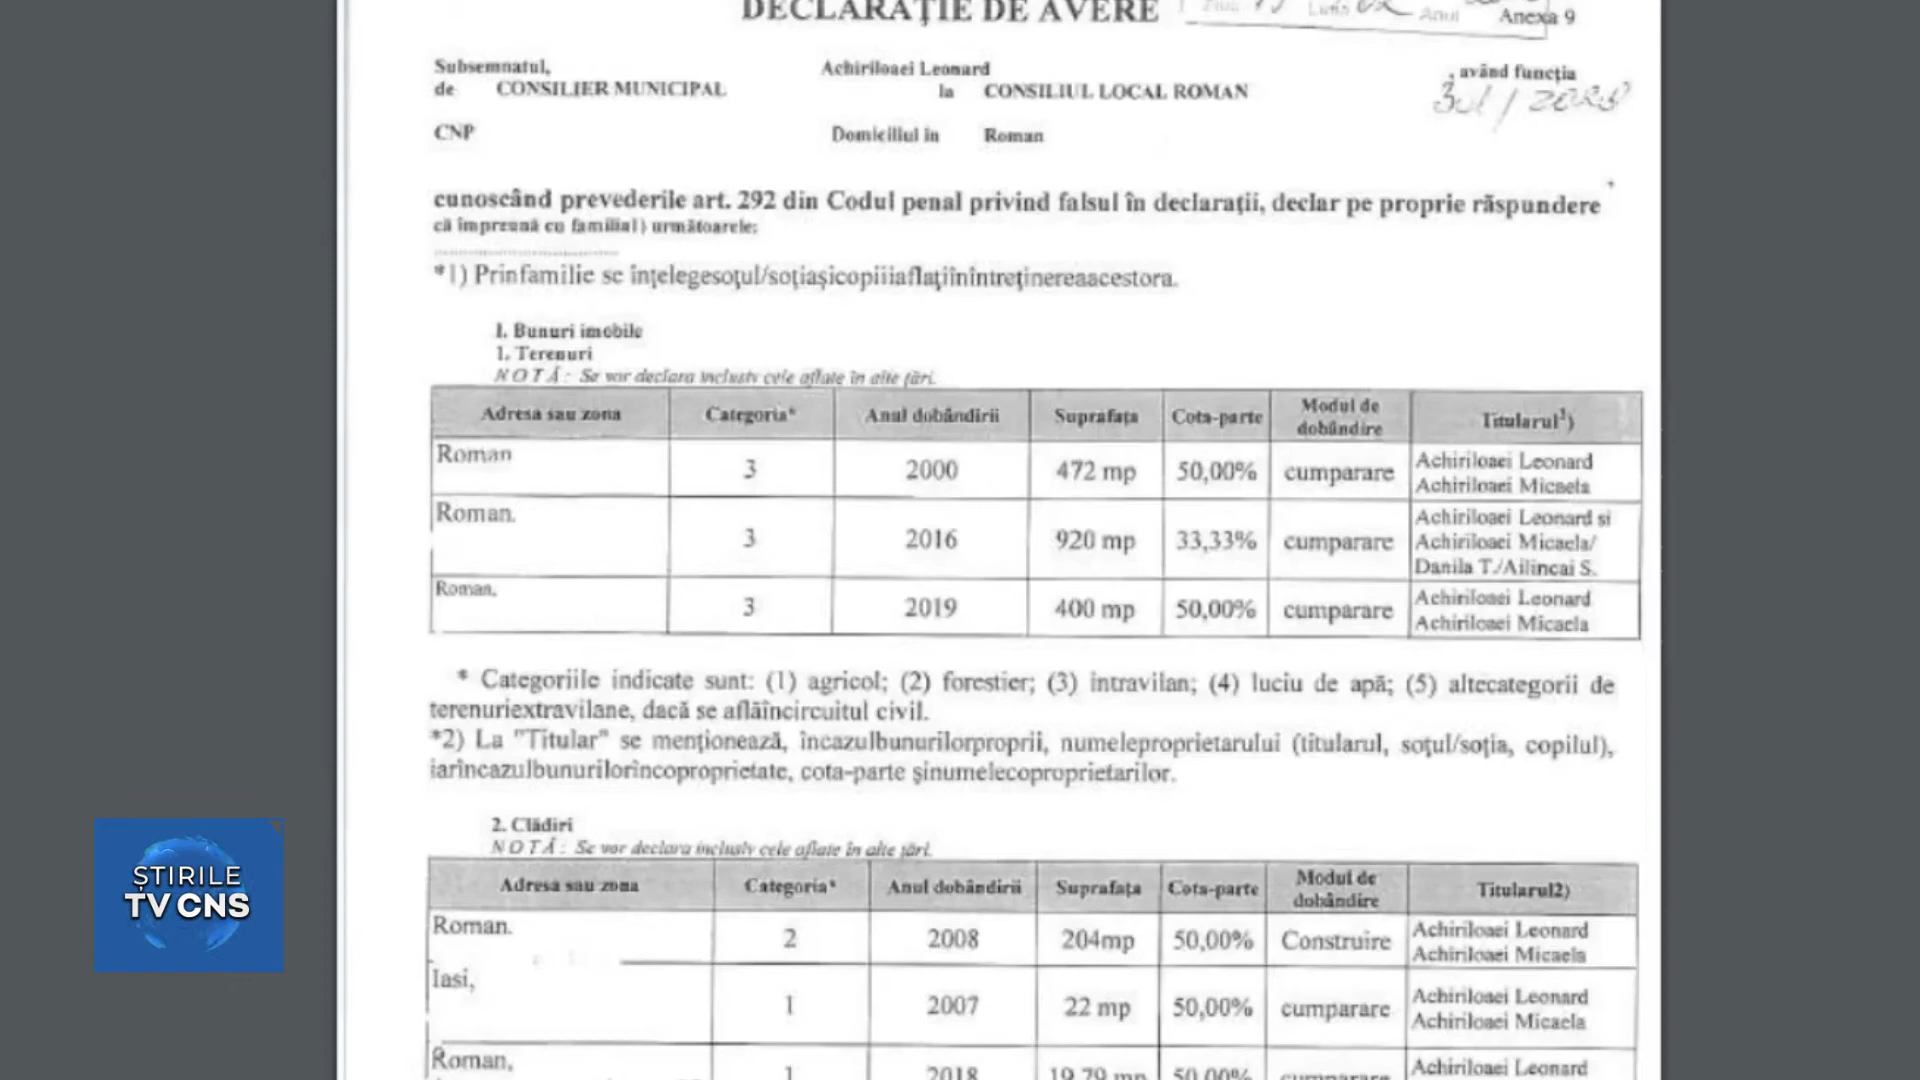 DECLARAȚIE DE AVERE
Ziua Luna Anul Anexa 9
Subsemnatul, Achiriloaei Leonard , având funcția
de CONSILIER MUNICIPAL la CONSILIUL LOCAL ROMAN
CNP Domiciliul în Roman
cunoscând prevederile art. 292 din Codul penal privind falsul în declarații, declar pe proprie răspundere
că împreună cu familia1) următoarele:
*1) Prinfamilie se înțelegesoțul/soțiașicopiiiaflațiînîntreținereaacestora.
I. Bunuri imobile
1. Terenuri
NOTĂ: Se vor declara inclusiv cele aflate în alte țări.
Adresa sau zona Categoria* Anul dobândirii Suprafața Cota-parte Modul de dobândire Titularul1)
Roman 3 2000 472 mp 50,00% cumparare Achiriloaei Leonard
Achiriloaei Micaela
Roman. 3 2016 920 mp 33,33% cumparare Achiriloaei Leonard si
Achiriloaei Micaela/
Danila T./Ailincai S.
Roman. 3 2019 400 mp 50,00% cumparare Achiriloaei Leonard
Achiriloaei Micaela
* Categoriile indicate sunt: (1) agricol; (2) forestier; (3) intravilan; (4) luciu de apă; (5) altecategorii de
terenuriextravilane, dacă se aflăîncircuitul civil.
*2) La "Titular" se menționează, încazulbunurilorproprii, numeleproprietarului (titularul, soțul/soția, copilul),
iarîncazulbunurilorîncoproprietate, cota-parte șinumelecoproprietarilor.
2. Clădiri
NOTĂ: Se vor declara inclusiv cele aflate în alte țări.
Adresa sau zona Categoria* Anul dobândirii Suprafața Cota-parte Modul de dobândire Titularul2)
Roman. 2 2008 204mp 50,00% Construire Achiriloaei Leonard
Achiriloaei Micaela
Iasi, 1 2007 22 mp 50,00% cumparare Achiriloaei Leonard
Achiriloaei Micaela
Roman, 1 2018 19,79 mp 50,00% cumparare Achiriloaei Leonard
ȘTIRILE
TV CNS